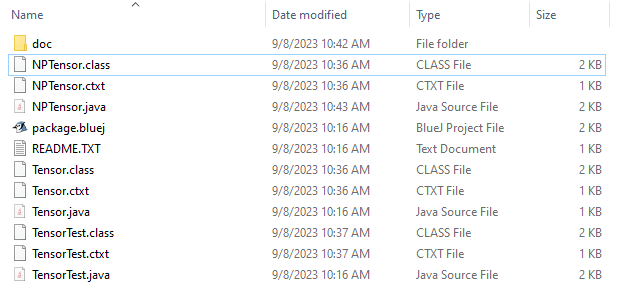 Name Date modified Type Size
doc 9/8/2023 10:42 AM File folder
NPTensor.class 9/8/2023 10:36 AM CLASS File 2 KB
NPTensor.ctxt 9/8/2023 10:36 AM CTXT File 1 KB
NPTensor.java 9/8/2023 10:43 AM Java Source File 2 KB
package.bluej 9/8/2023 10:16 AM BlueJ Project File 2 KB
README.TXT 9/8/2023 10:16 AM Text Document 1 KB
Tensor.class 9/8/2023 10:36 AM CLASS File 2 KB
Tensor.ctxt 9/8/2023 10:36 AM CTXT File 1 KB
Tensor.java 9/8/2023 10:16 AM Java Source File 2 KB
TensorTest.class 9/8/2023 10:37 AM CLASS File 2 KB
TensorTest.ctxt 9/8/2023 10:37 AM CTXT File 1 KB
TensorTest.java 9/8/2023 10:16 AM Java Source File 2 KB